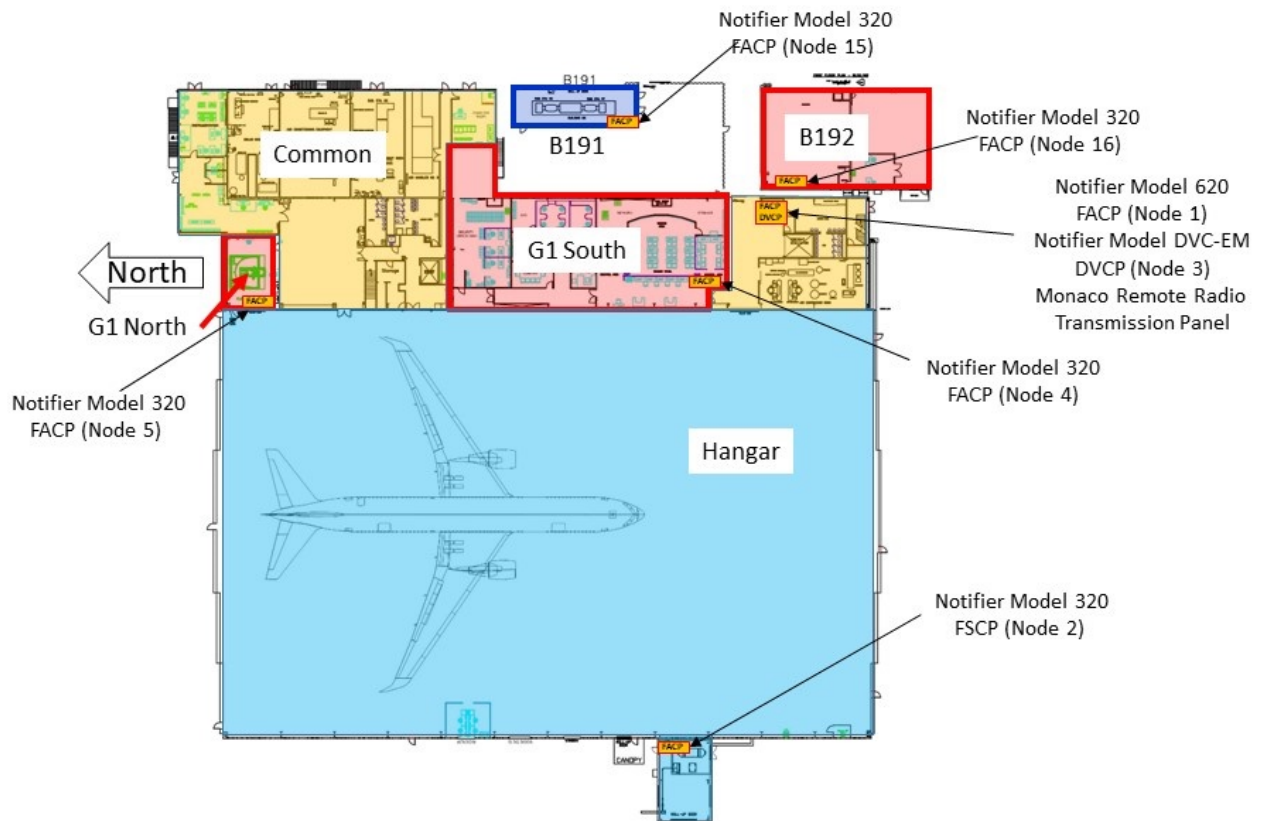 Notifier Model 320
FACP (Node 15)
B191
FACP
B191
B192
FACP
Notifier Model 320
FACP (Node 16)
Common
Notifier Model 620
FACP (Node 1)
Notifier Model DVC-EM
DVCP (Node 3)
Monaco Remote Radio
Transmission Panel
FACP
DVCP
G1 South
FACP
North
FACP
G1 North
Storage
Notifier Model 320
FACP (Node 4)
Notifier Model 320
FACP (Node 5)
Hangar
Notifier Model 320
FSCP (Node 2)
FACP
CANOPY